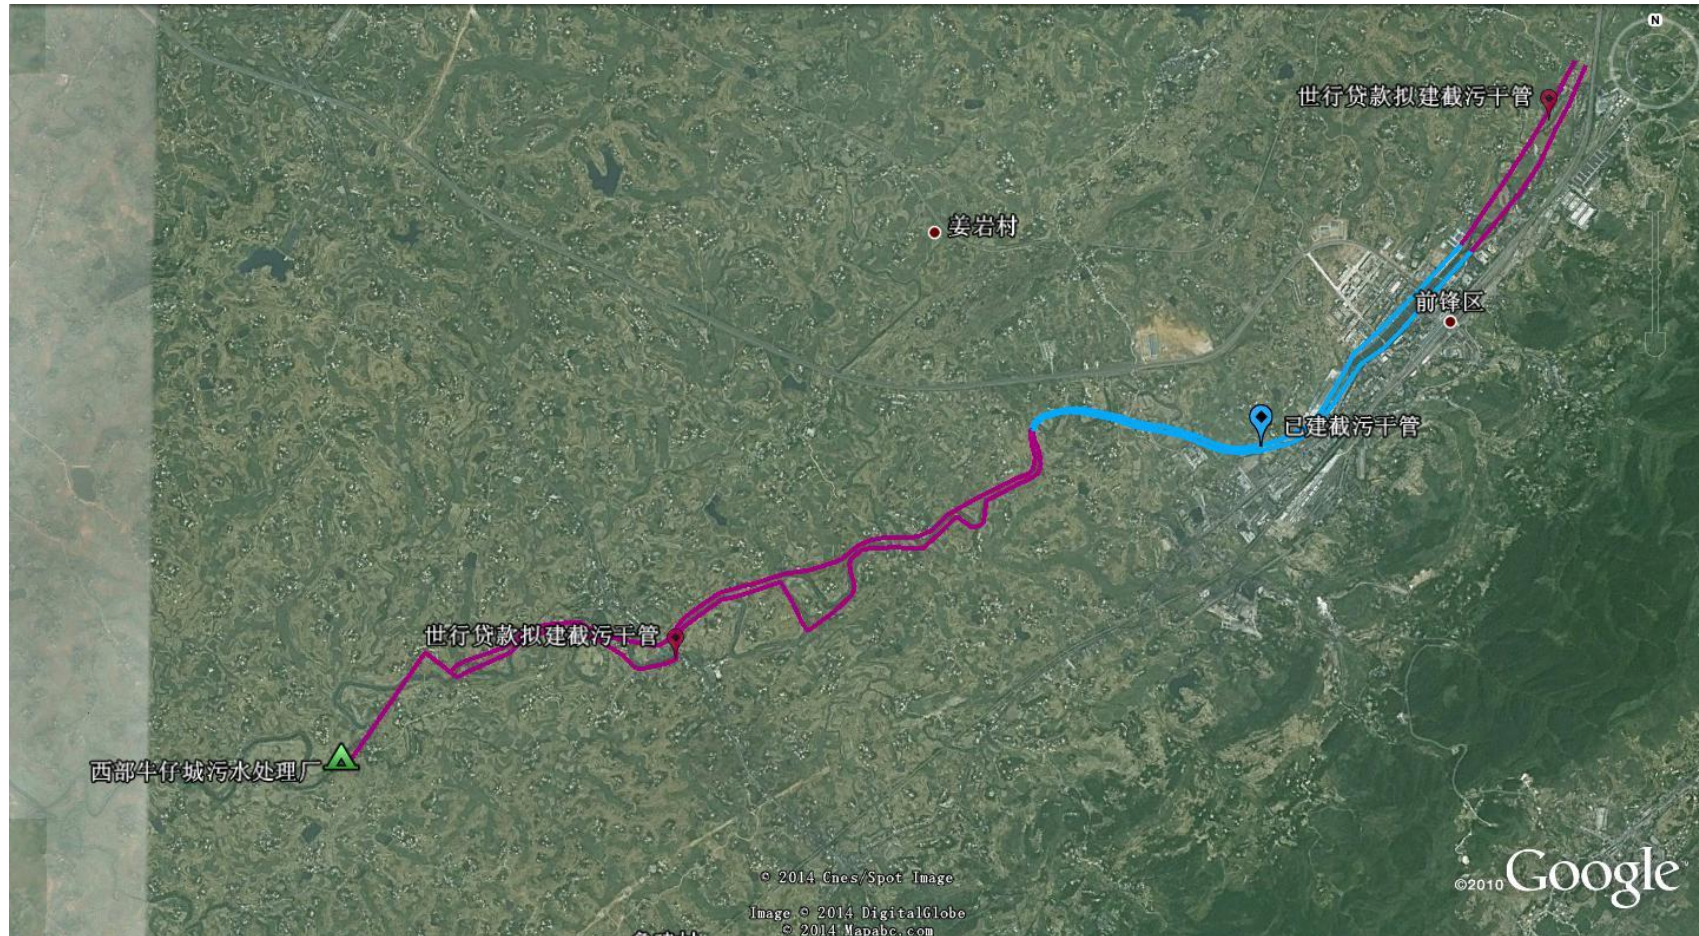 N
世行贷款拟建截污干管
姜岩村
前锋区
已建截污干管
世行贷款拟建截污干管
西部牛仔城污水处理厂
© 2014 Cnes/Spot Image
©2010 Google
Image © 2014 DigitalGlobe
© 2014 Mapabc.com